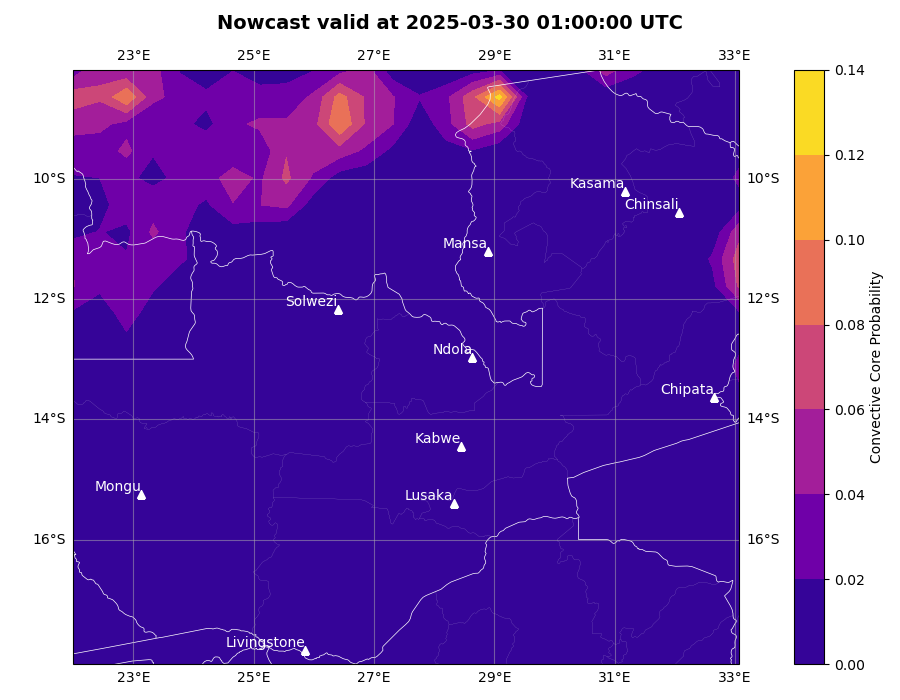 Nowcast valid at 2025-03-30 01:00:00 UTC
23°E 25°E 27°E 29°E 31°E 33°E
0.14
0.12
10°S 10°S
Kasama
Chinsali
0.10
Mansa
12°S 12°S
Solwezi
0.08
Ndola
Convective Core Probability
Chipata
0.06
14°S 14°S
Kabwe
Mongu
Lusaka
0.04
16°S 16°S
0.02
Livingstone
0.00
23°E 25°E 27°E 29°E 31°E 33°E